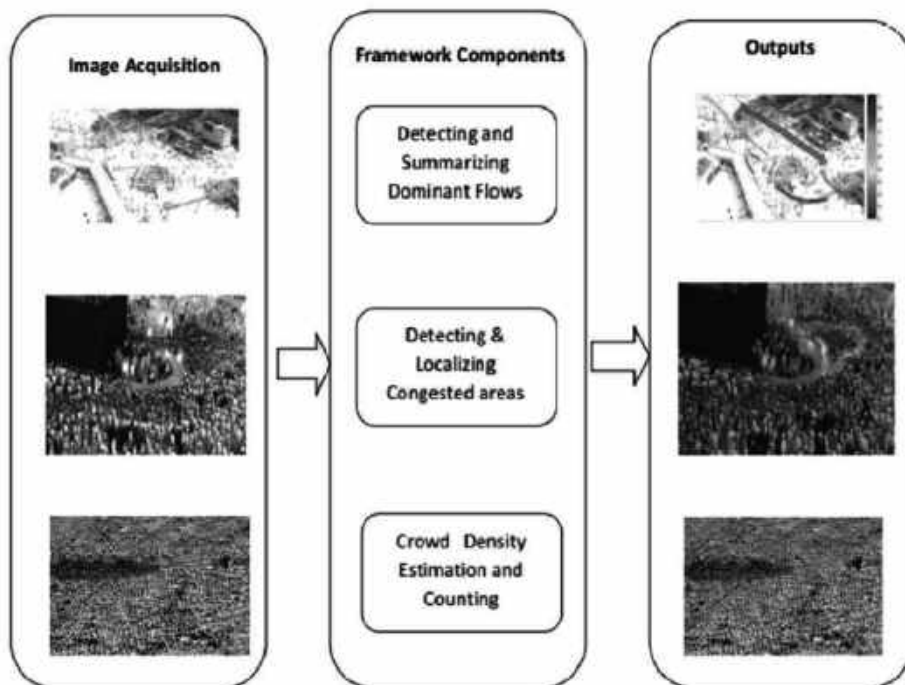 Image Acquisition
Framework Components
Outputs
Detecting and
Summarizing
Dominant Flows
Detecting &
Localizing
Congested areas
Crowd Density
Estimation and
Counting